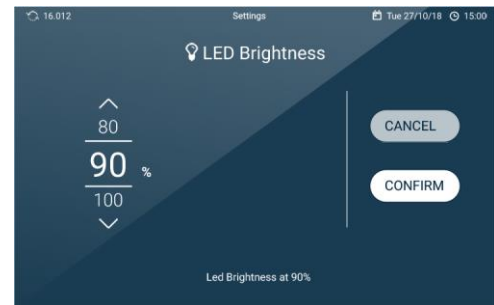 16.012 Settings Tue 27/10/18 15:00
LED Brightness
80
90 %
100
CANCEL
CONFIRM
Led Brightness at 90%